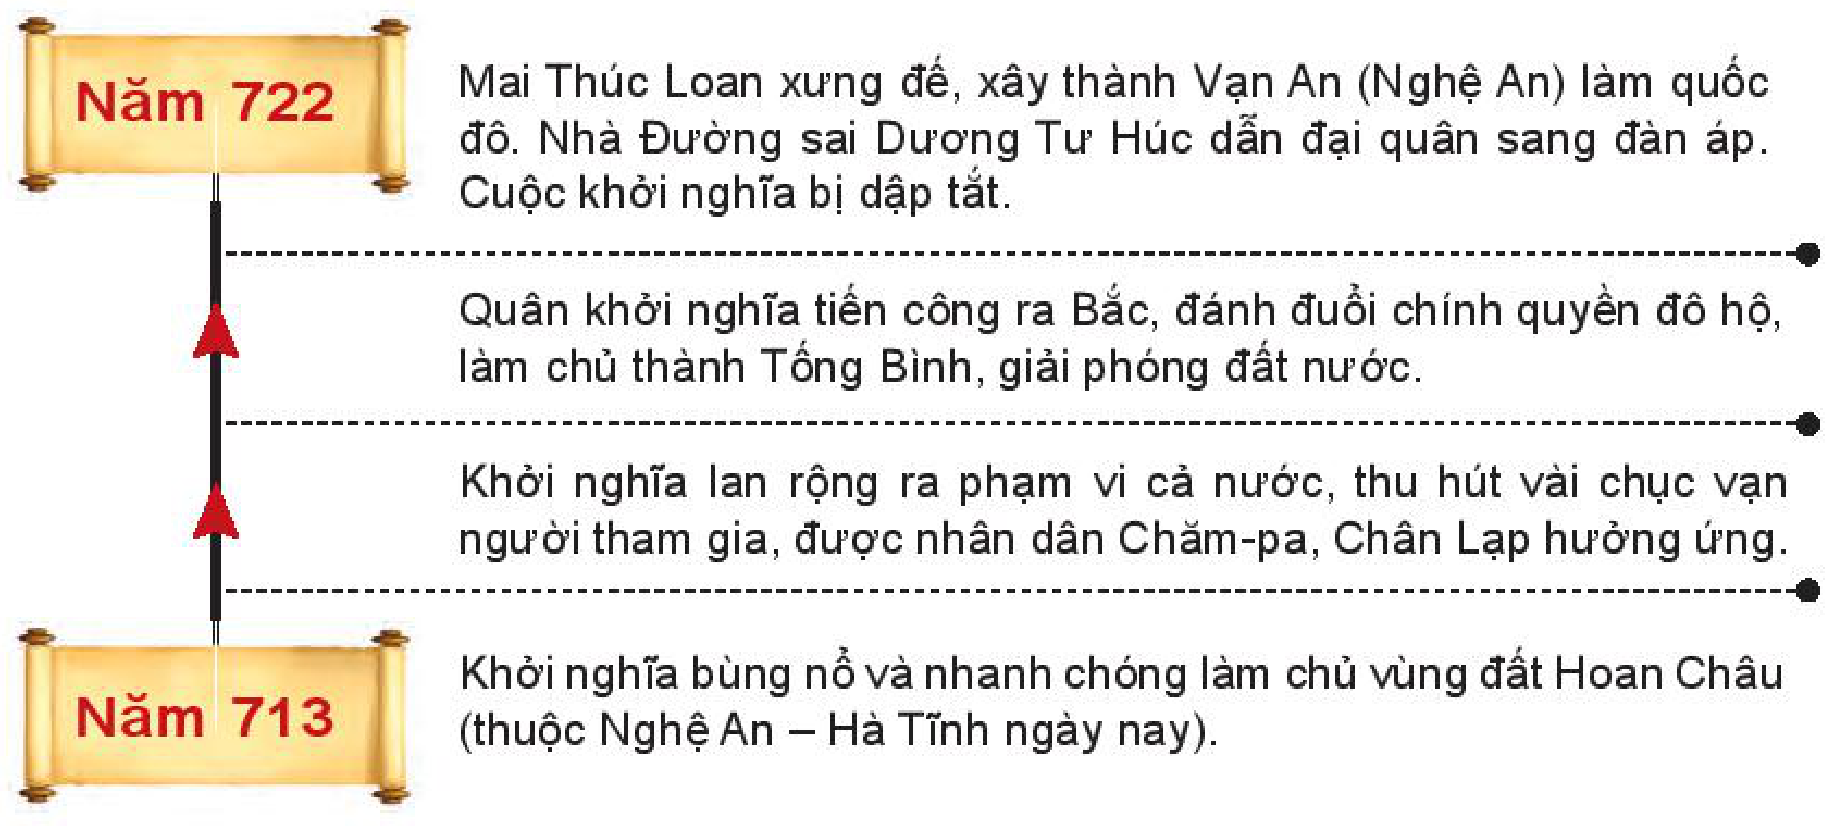 Năm 722
Mai Thúc Loan xưng đế, xây thành Vạn An (Nghệ An) làm quốc
đô. Nhà Đường sai Dương Tư Húc dẫn đại quân sang đàn áp.
Cuộc khởi nghĩa bị dập tắt.
Quân khởi nghĩa tiến công ra Bắc, đánh đuổi chính quyền đô hộ,
làm chủ thành Tống Bình, giải phóng đất nước.
Khởi nghĩa lan rộng ra phạm vi cả nước, thu hút vài chục vạn
người tham gia, được nhân dân Chăm-pa, Chân Lạp hưởng ứng.
Năm 713
Khởi nghĩa bùng nổ và nhanh chóng làm chủ vùng đất Hoan Châu
(thuộc Nghệ An – Hà Tĩnh ngày nay).